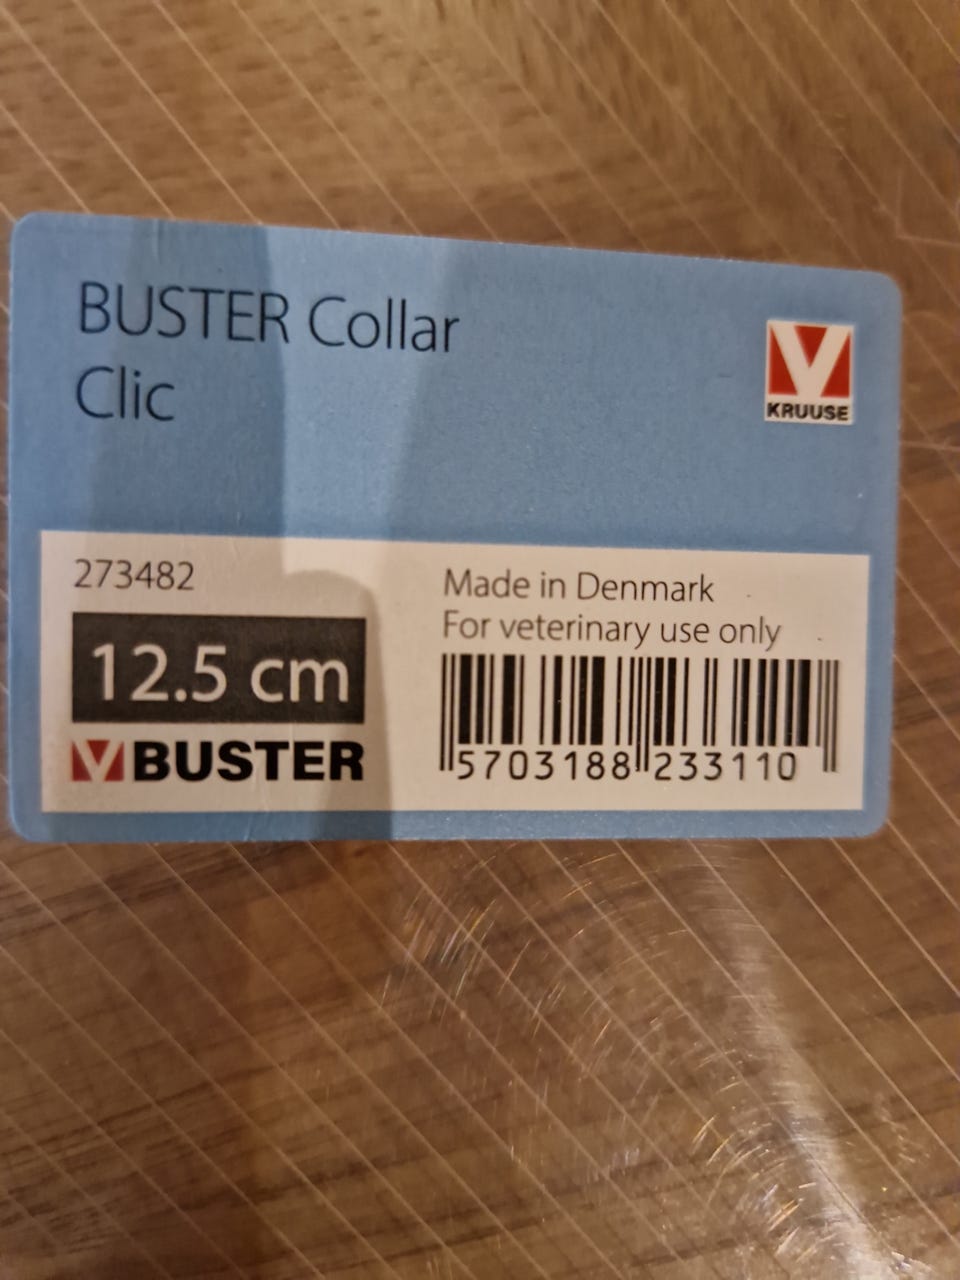 BUSTER Collar
Clic
KRUUSE
273482
12.5 cm
BUSTER
Made in Denmark
For veterinary use only
5703188 233110